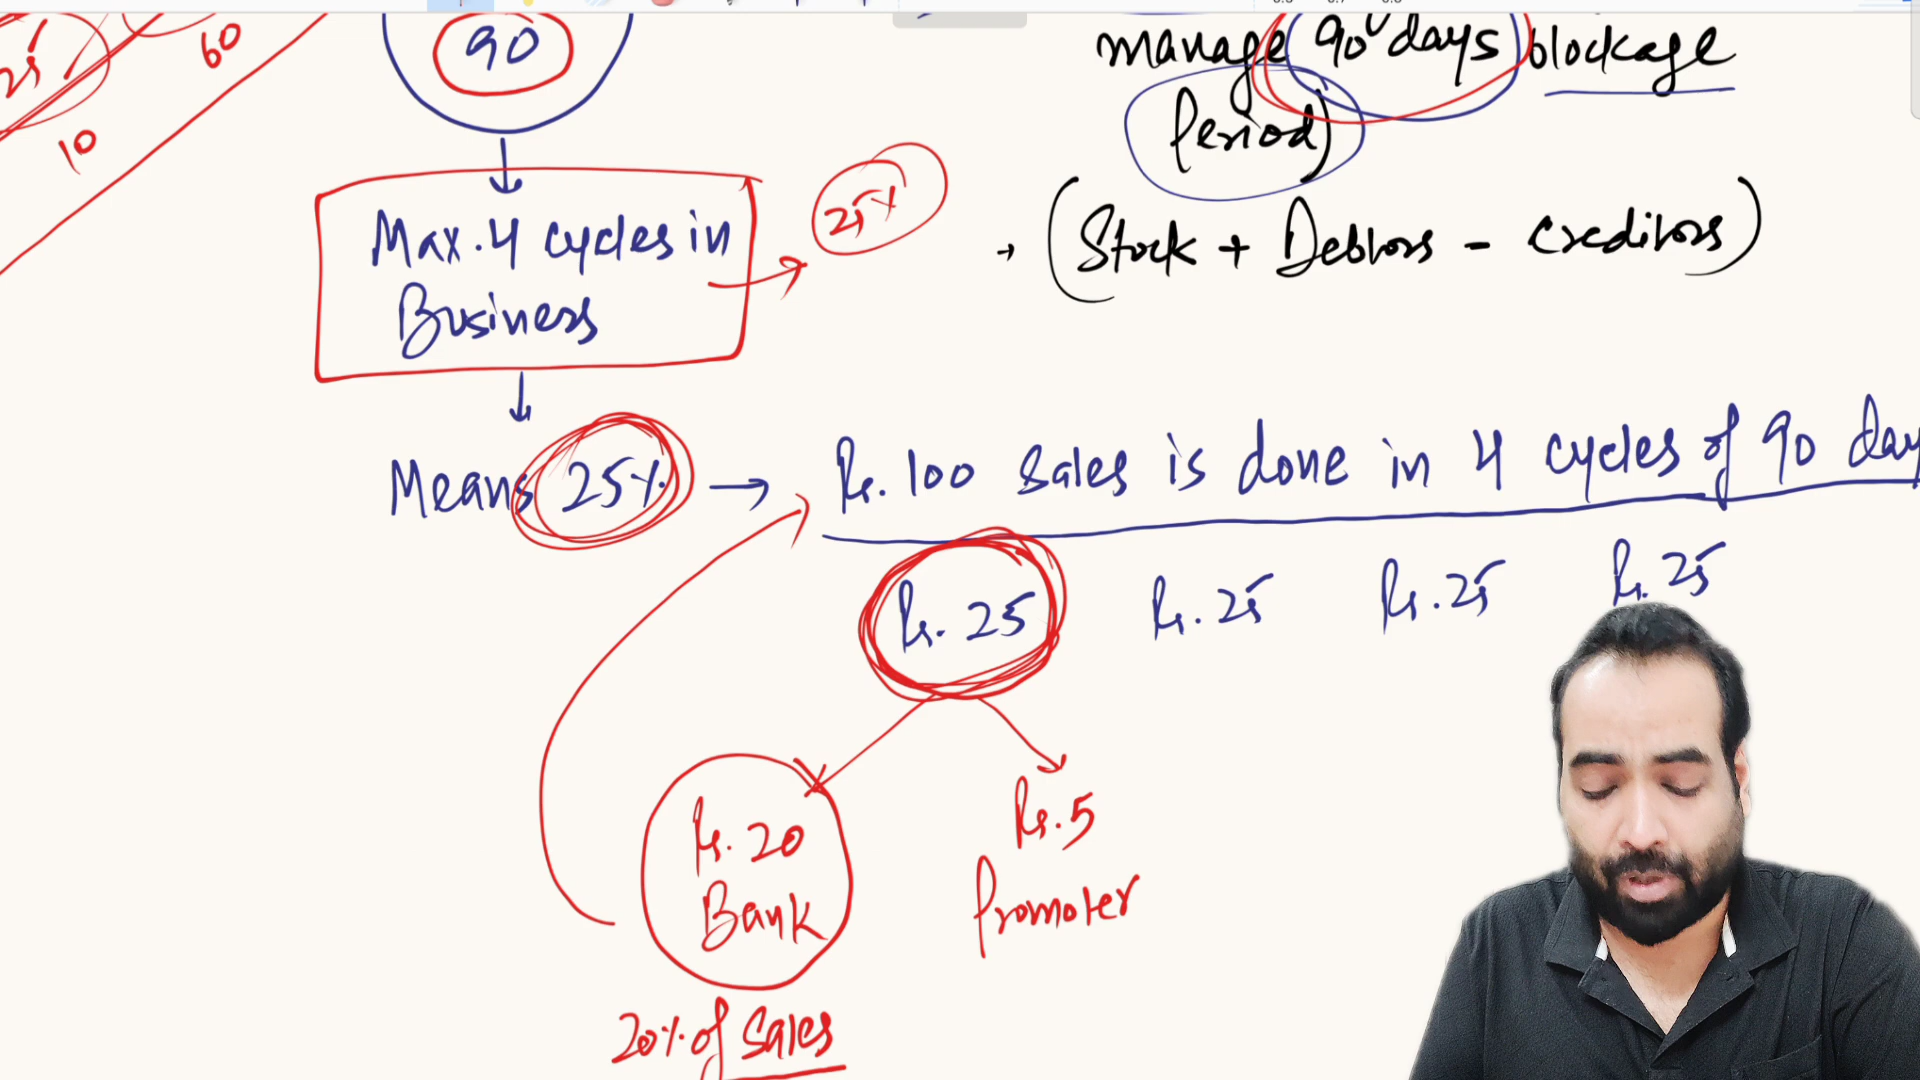 25
10
60
90
manage 90 days blockage
Period)
Max. 4 cycles in
Business
25%
→ (Stock + Debtors - Creditors)
Means 25% → Rs. 100 Sales is done in 4 cycles of 90 day
Rs. 25 Rs. 25 Rs. 25 Rs. 25
Rs. 20
Bank
Rs. 5
Promoter
20% of Sales